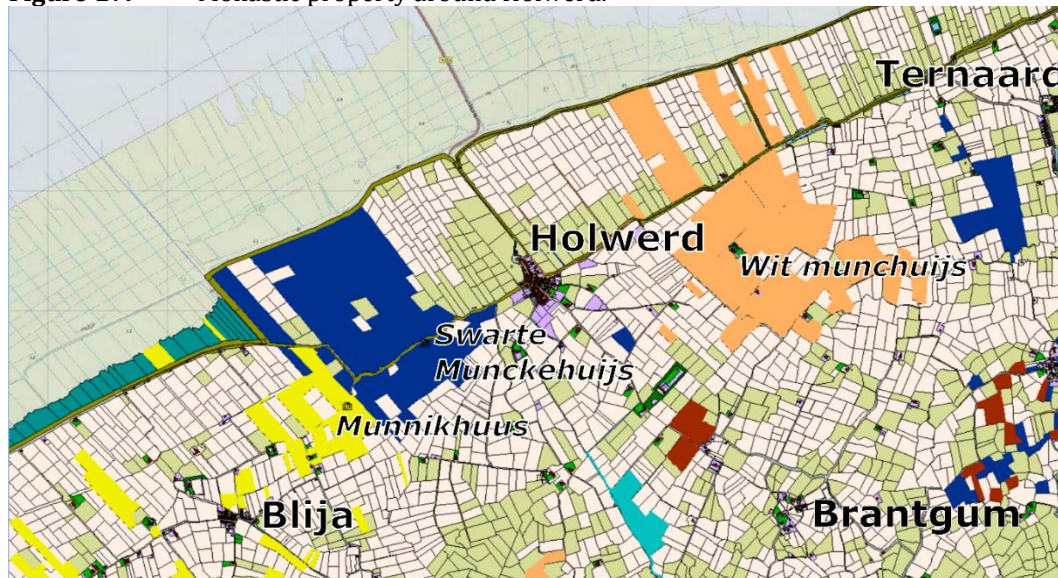 Monastic property around Holwerd.
Ternaard
Holwerd
Wit munchuijs
Swarte
Munckehuijs
Munnikhuus
Blija
Brantgum